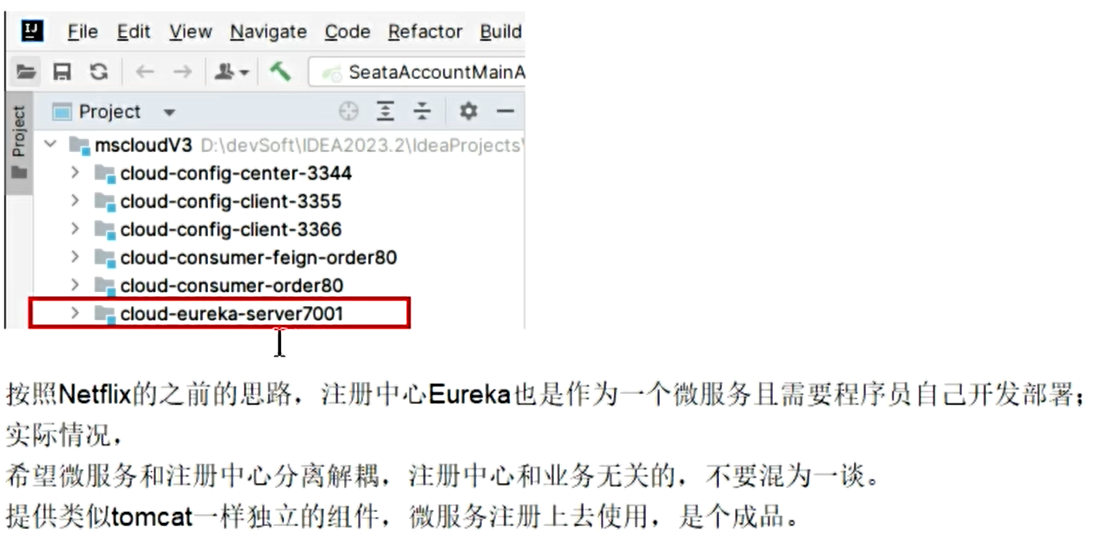 File Edit View Navigate Code Refactor Build
SeataAccountMainA
Project
Project
mscloudV3 D:\devSoft\IDEA2023.2\IdeaProjects\
cloud-config-center-3344
cloud-config-client-3355
cloud-config-client-3366
cloud-consumer-feign-order80
cloud-consumer-order80
cloud-eureka-server7001
按照Netflix的之前的思路，注册中心Eureka也是作为一个微服务且需要程序员自己开发部署；
实际情况，
希望微服务和注册中心分离解耦，注册中心和业务无关的，不要混为一谈。
提供类似tomcat一样独立的组件，微服务注册上去使用，是个成品。